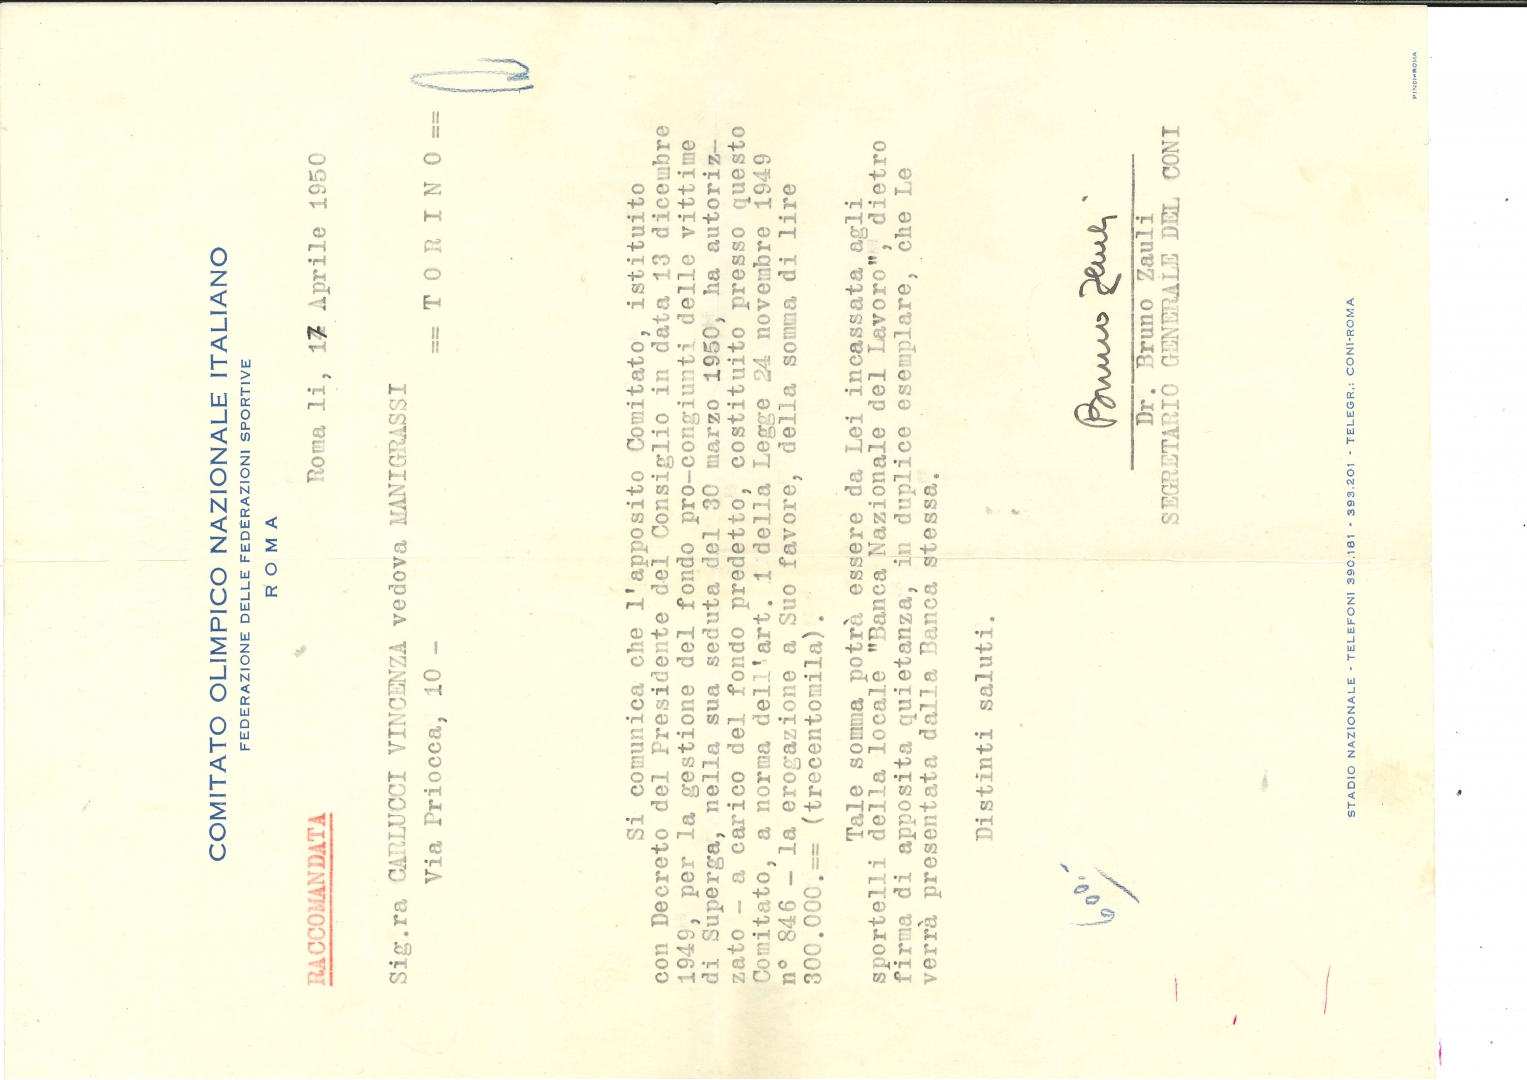 COMITATO OLIMPICO NAZIONALE ITALIANO
FEDERAZIONE DELLE FEDERAZIONI SPORTIVE
ROMA
RACCOMANDATA
Roma li, 17 Aprile 1950
Sig.ra CARLUCCI VINCENZA vedova MANIGRASSI
Via Priocca, 10 –
== T O R I N O ==
Si comunica che l'apposito Comitato, istituito
con Decreto del Presidente del Consiglio in data 13 dicembre
1949, per la gestione del fondo pro-congiunti delle vittime
di Superga, nella sua seduta del 30 marzo 1950, ha autoriz–
zato – a carico del fondo predetto, costituito presso questo
Comitato, a norma dell'art. 1 della Legge 24 novembre 1949
n° 846 – la erogazione a Suo favore, della somma di lire
300.000.== (trecentomila).
Tale somma potrà essere da Lei incassata agli
sportelli della locale "Banca Nazionale del Lavoro", dietro
firma di apposita quietanza, in duplice esemplare, che Le
verrà presentata dalla Banca stessa.
Distinti saluti.
Bruno Zauli
Dr. Bruno Zauli
SEGRETARIO GENERALE DEL CONI
STADIO NAZIONALE - TELEFONI 390.181 - 393.201 - TELEGR.: CONI-ROMA
PINCI-ROMA